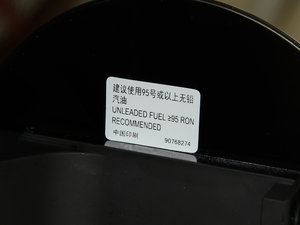 建议使用95号或以上无铅
汽油
UNLEADED FUEL ≥95 RON
RECOMMENDED
中国印刷 90768274